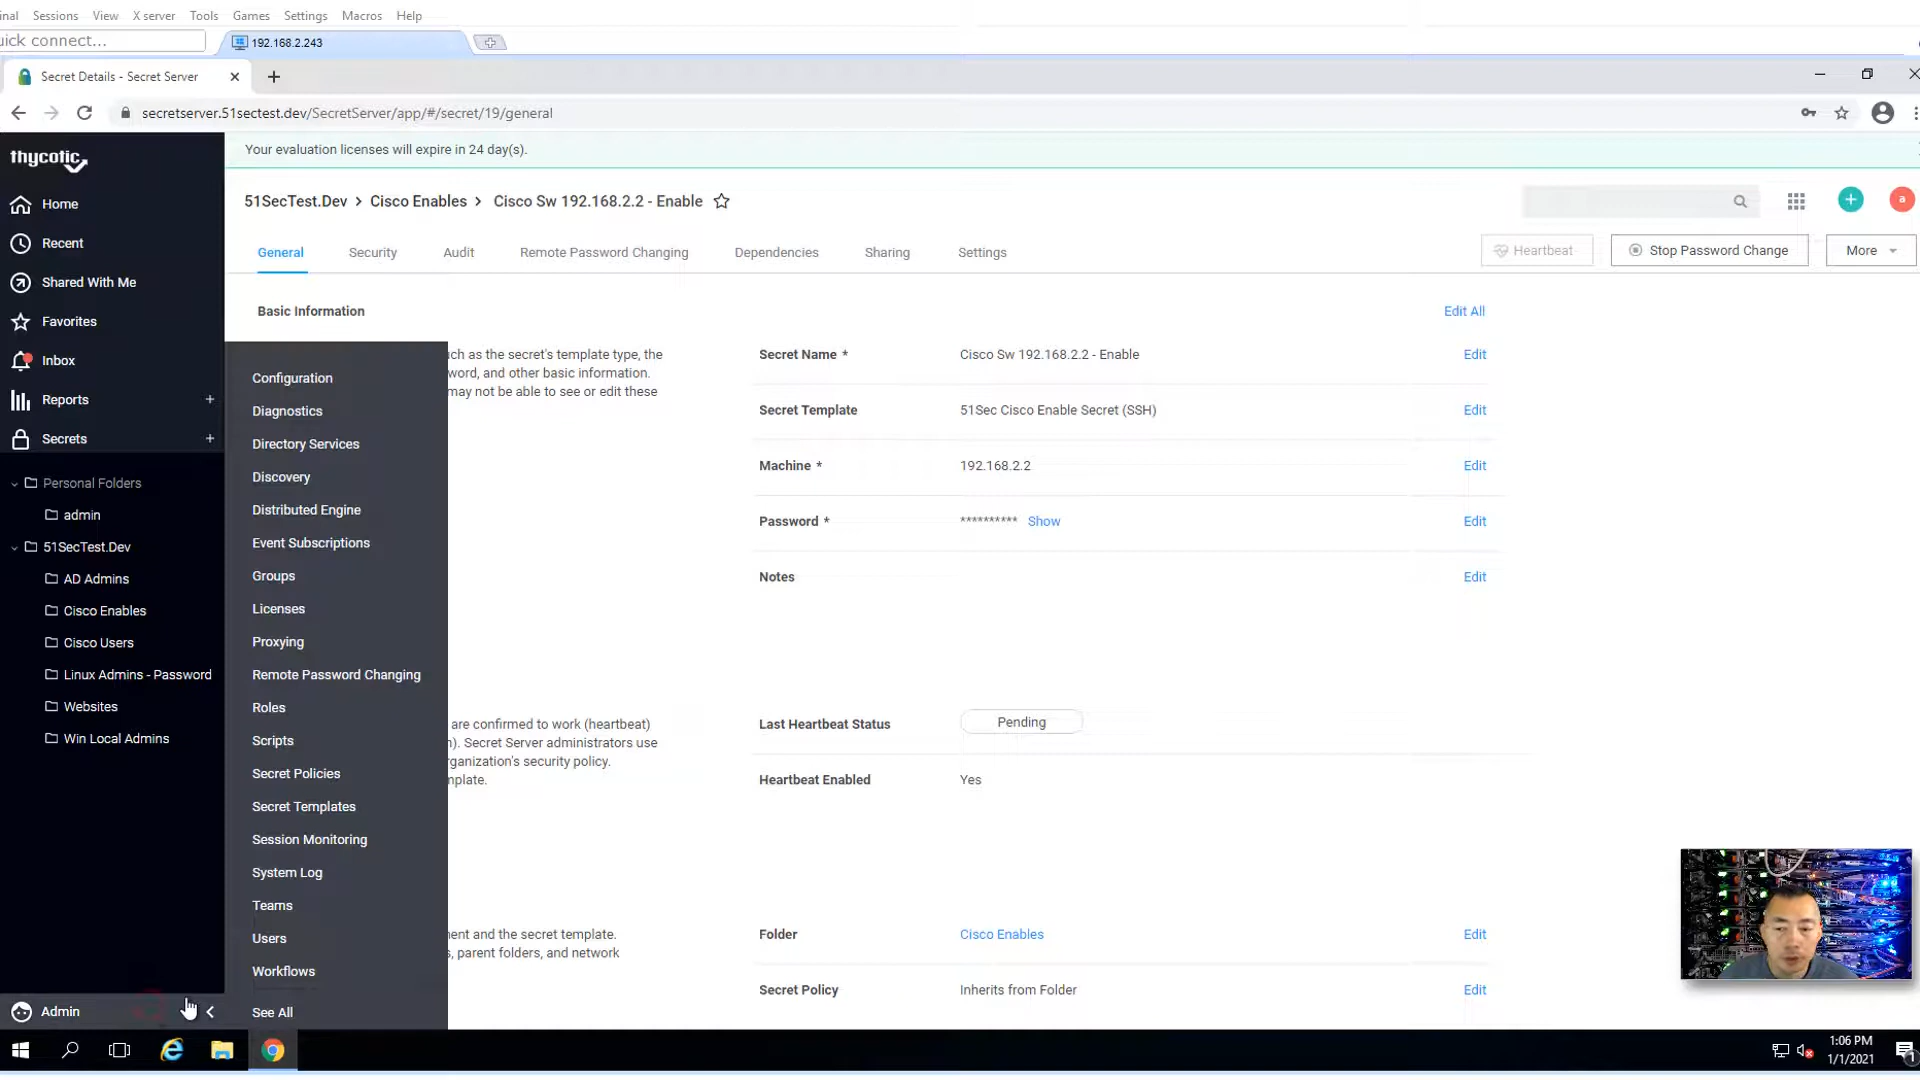 Sessions View X server Tools Games Settings Macros Help
connect... 192.168.2.243
Secret Details - Secret Server
secretserver.51sectest.dev/SecretServer/app/#/secret/19/general
thycotic
Your evaluation licenses will expire in 24 day(s).
51SecTest.Dev > Cisco Enables > Cisco Sw 192.168.2.2 - Enable
a
General Security Audit Remote Password Changing Dependencies Sharing Settings
Heartbeat Stop Password Change More
Home
Recent
Shared With Me
Favorites
Inbox
Reports +
Secrets +
Personal Folders
admin
51SecTest.Dev
AD Admins
Cisco Enables
Cisco Users
Linux Admins - Password
Websites
Win Local Admins
Admin
Configuration
Diagnostics
Directory Services
Discovery
Distributed Engine
Event Subscriptions
Groups
Licenses
Proxying
Remote Password Changing
Roles
Scripts
Secret Policies
Secret Templates
Session Monitoring
System Log
Teams
Users
Workflows
See All
Basic Information Edit All
such as the secret's template type, the
word, and other basic information.
may not be able to see or edit these
Secret Name * Cisco Sw 192.168.2.2 - Enable Edit
Secret Template 51Sec Cisco Enable Secret (SSH) Edit
Machine * 192.168.2.2 Edit
Password * ********** Show Edit
Notes Edit
are confirmed to work (heartbeat)
). Secret Server administrators use
organization's security policy.
mplate.
Last Heartbeat Status Pending
Heartbeat Enabled Yes
ment and the secret template.
s, parent folders, and network
Folder Cisco Enables Edit
Secret Policy Inherits from Folder Edit
1:06 PM
1/1/2021
1